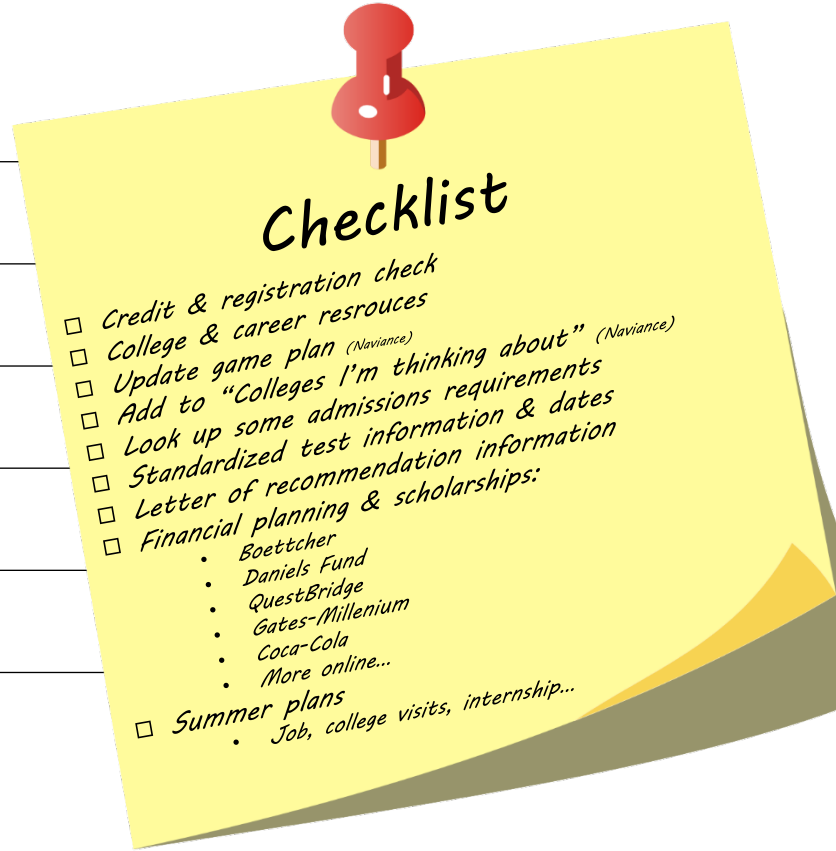 Checklist
☐ Credit & registration check
☐ College & career resrouces
☐ Update game plan (Naviance)
☐ Add to “Colleges I’m thinking about” (Naviance)
☐ Look up some admissions requirements
☐ Standardized test information & dates
☐ Letter of recommendation information
☐ Financial planning & scholarships:
• Boettcher
• Daniels Fund
• QuestBridge
• Gates-Millenium
• Coca-Cola
• More online...
☐ Summer plans
• Job, college visits, internship...